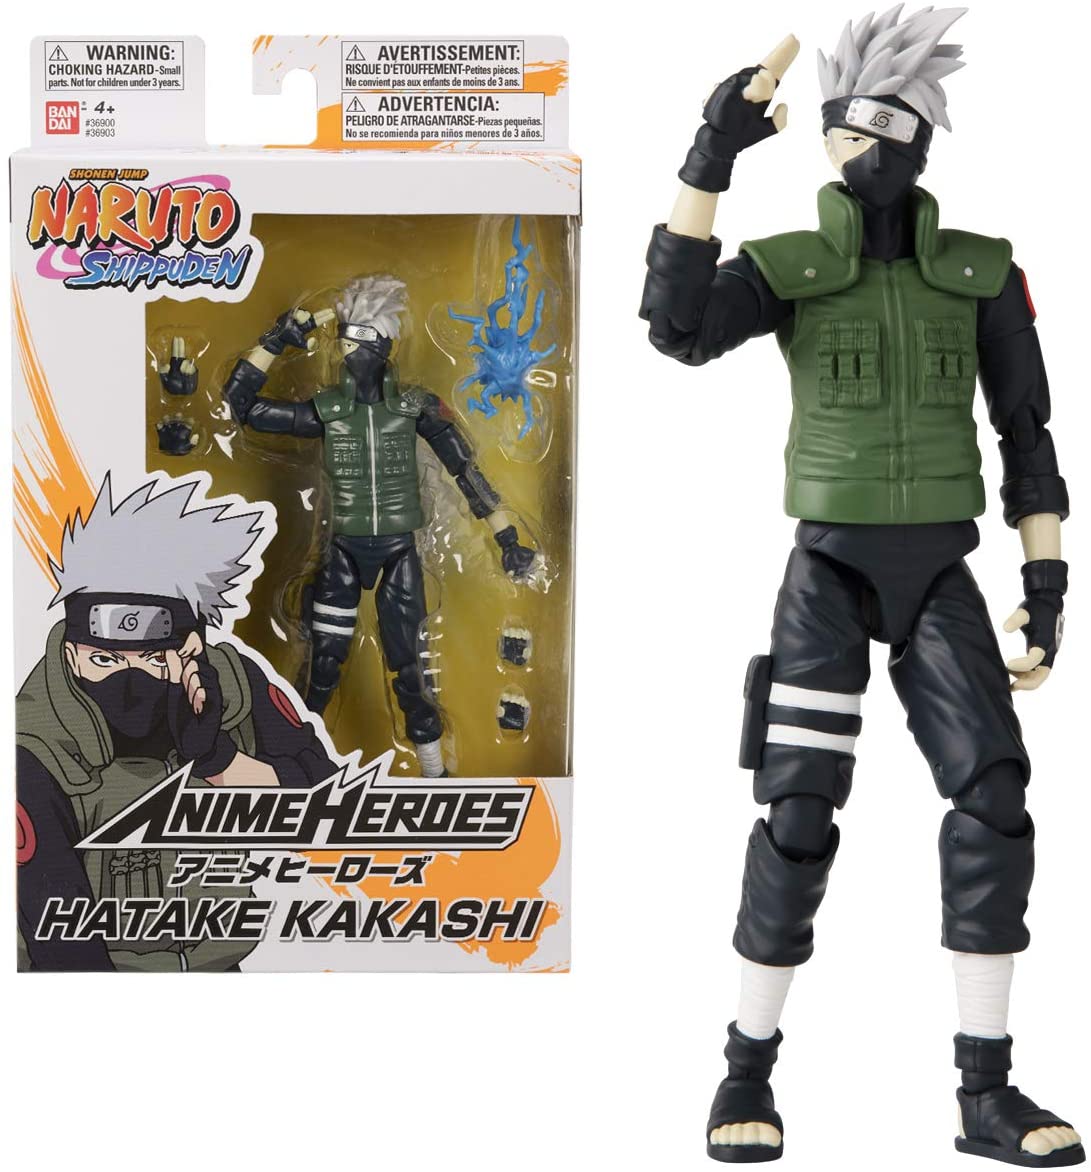 WARNING:
CHOKING HAZARD-Small
parts. Not for children under 3 years.
BAN
DAI
® 4+
#36900
#36903
AVERTISSEMENT:
RISQUE D'ÉTOUFFEMENT-Petites pièces.
Ne convient pas aux enfants de moins de 3 ans.
ADVERTENCIA:
PELIGRO DE ATRAGANTARSE-Piezas pequeñas.
No se recomienda para niños menores de 3 años.
SHONEN JUMP
NARUTO
SHIPPUDEN
ANIME HEROES
アニメヒーローズ
HATAKE KAKASHI